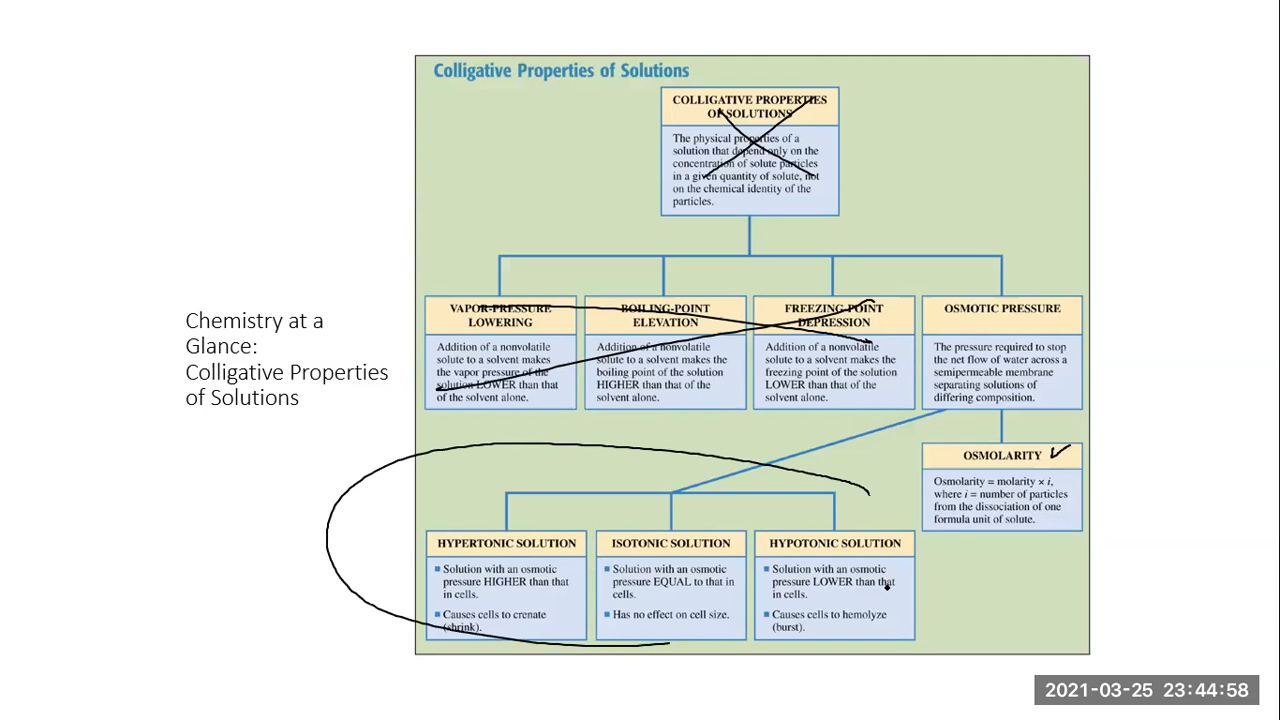 Colligative Properties of Solutions
COLLIGATIVE PROPERTIES
OF SOLUTIONS
The physical properties of a
solution that depend only on the
concentration of solute particles
in a given quantity of solute, not
on the chemical identity of the
particles.
VAPOR-PRESSURE
LOWERING
Addition of a nonvolatile
solute to a solvent makes
the vapor pressure of the
solution LOWER than that
of the solvent alone.
BOILING-POINT
ELEVATION
Addition of a nonvolatile
solute to a solvent makes the
boiling point of the solution
HIGHER than that of the
solvent alone.
FREEZING-POINT
DEPRESSION
Addition of a nonvolatile
solute to a solvent makes the
freezing point of the solution
LOWER than that of the
solvent alone.
OSMOTIC PRESSURE
The pressure required to stop
the net flow of water across a
semipermeable membrane
separating solutions of
differing composition.
Chemistry at a
Glance:
Colligative Properties
of Solutions
OSMOLARITY
Osmolarity = molarity × i,
where i = number of particles
from the dissociation of one
formula unit of solute.
HYPERTONIC SOLUTION
Solution with an osmotic
pressure HIGHER than that
in cells.
Causes cells to crenate
(shrink).
ISOTONIC SOLUTION
Solution with an osmotic
pressure EQUAL to that in
cells.
Has no effect on cell size.
HYPOTONIC SOLUTION
Solution with an osmotic
pressure LOWER than that
in cells.
Causes cells to hemolyze
(burst).
2021-03-25 23:44:58